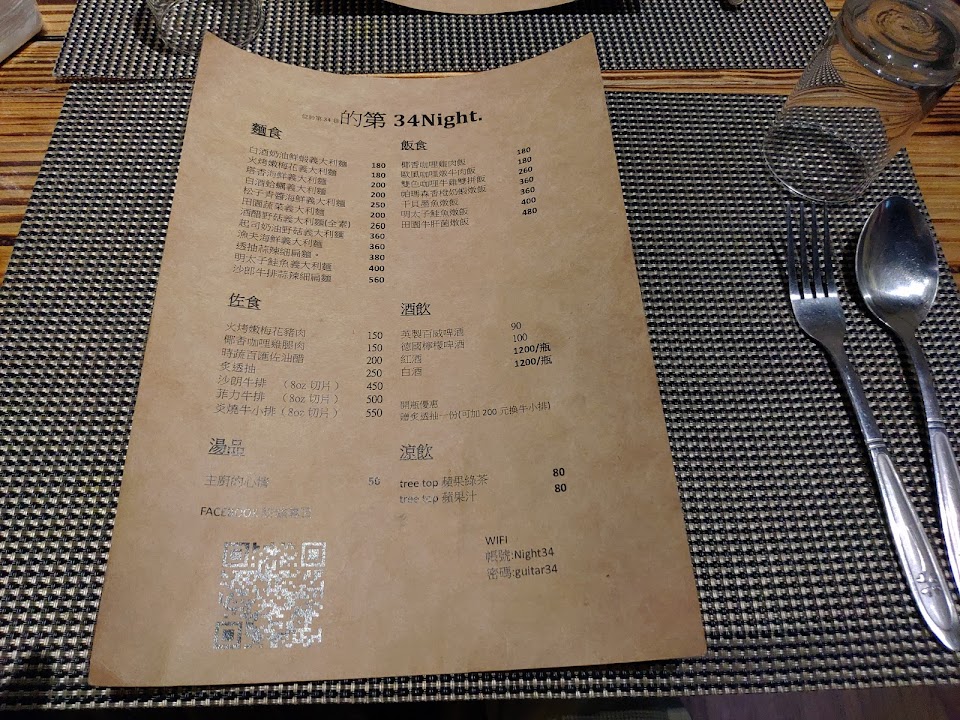 的第 34Night.
麵食
白酒奶油鮮蝦義大利麵 180
火烤嫩梅花義大利麵 180
塔香海鮮義大利麵 200
白酒蛤蠣義大利麵 200
松子青醬海鮮義大利麵 250
田園蔬菜義大利麵 200
酒醋野菇義大利麵(全素) 260
起司奶油野菇義大利麵 360
漁夫海鮮義大利麵 360
透抽蒜辣細扁麵。 380
明太子鮭魚義大利麵 400
沙郎牛排蒜辣細扁麵 560
飯食
椰香咖哩雞肉飯 180
歐風咖哩燉牛肉飯 180
雙色咖哩牛雞雙拼飯 260
帕瑪森香橙奶蝦燉飯 360
干貝墨魚燉飯 360
明太子鮭魚燉飯 400
田園牛肝菌燉飯 480
佐食
火烤嫩梅花豬肉 150
椰香咖哩雞腿肉 150
時蔬百匯佐油醋 200
炙透抽 250
沙朗牛排 (8oz 切片) 450
菲力牛排 (8oz 切片) 500
炙燒牛小排 (8oz 切片) 550
酒飲
英製百威啤酒 90
德國檸檬啤酒 100
紅酒 1200/瓶
白酒 1200/瓶
開瓶優惠
贈炙透抽一份(可加 200 元換牛小排)
湯品
主廚的心情 50
FACEBOOK
涼飲
tree top 蘋果綠茶 80
tree top 蘋果汁 80
WIFI
帳號:Night34
密碼:guitar34